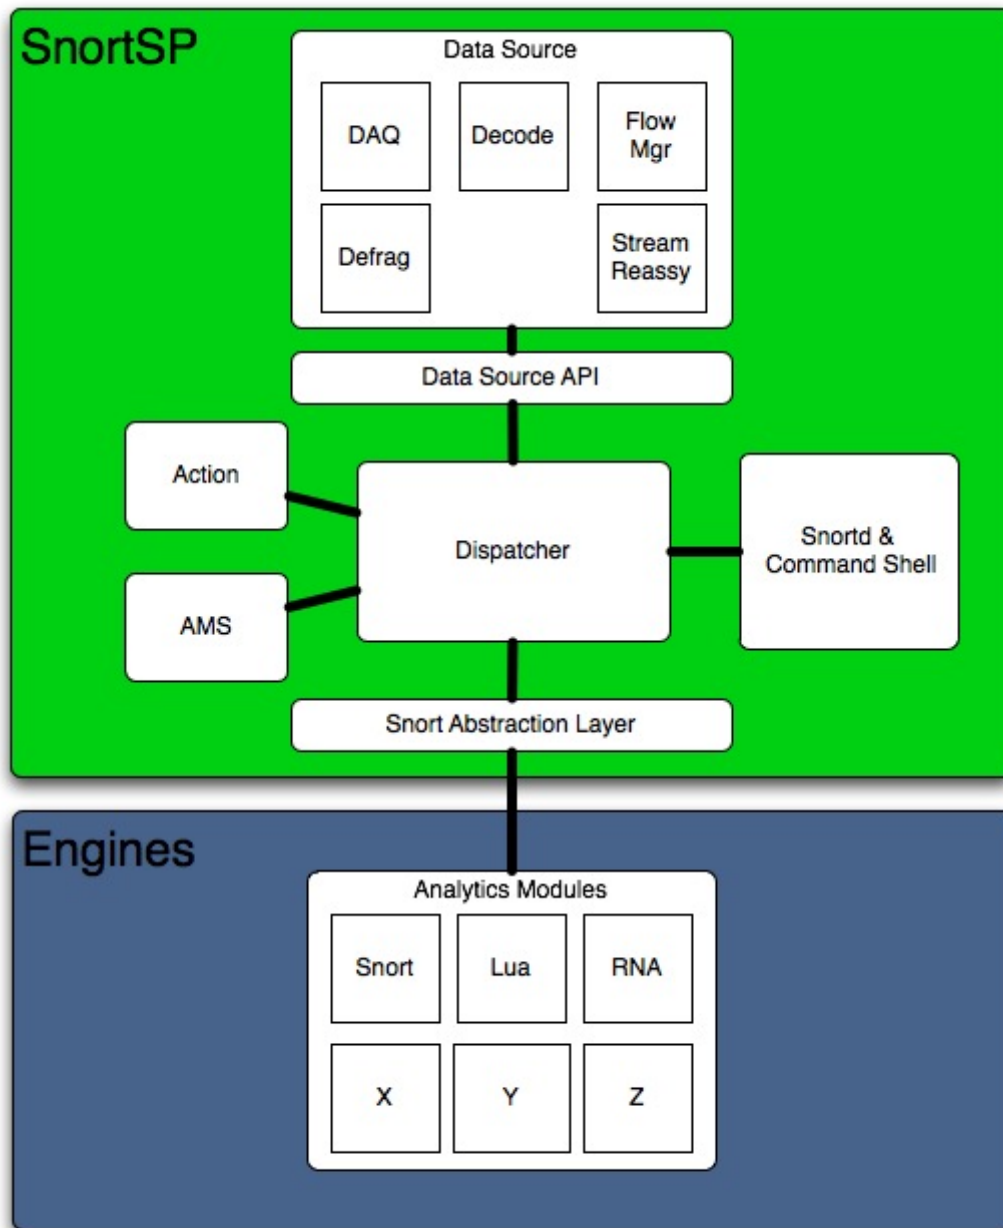 SnortSP
Data Source
DAQ
Decode
Flow
Mgr
Defrag
Stream
Reassy
Data Source API
Action
Dispatcher
Snortd &
Command Shell
AMS
Snort Abstraction Layer
Engines
Analytics Modules
Snort
Lua
RNA
X
Y
Z